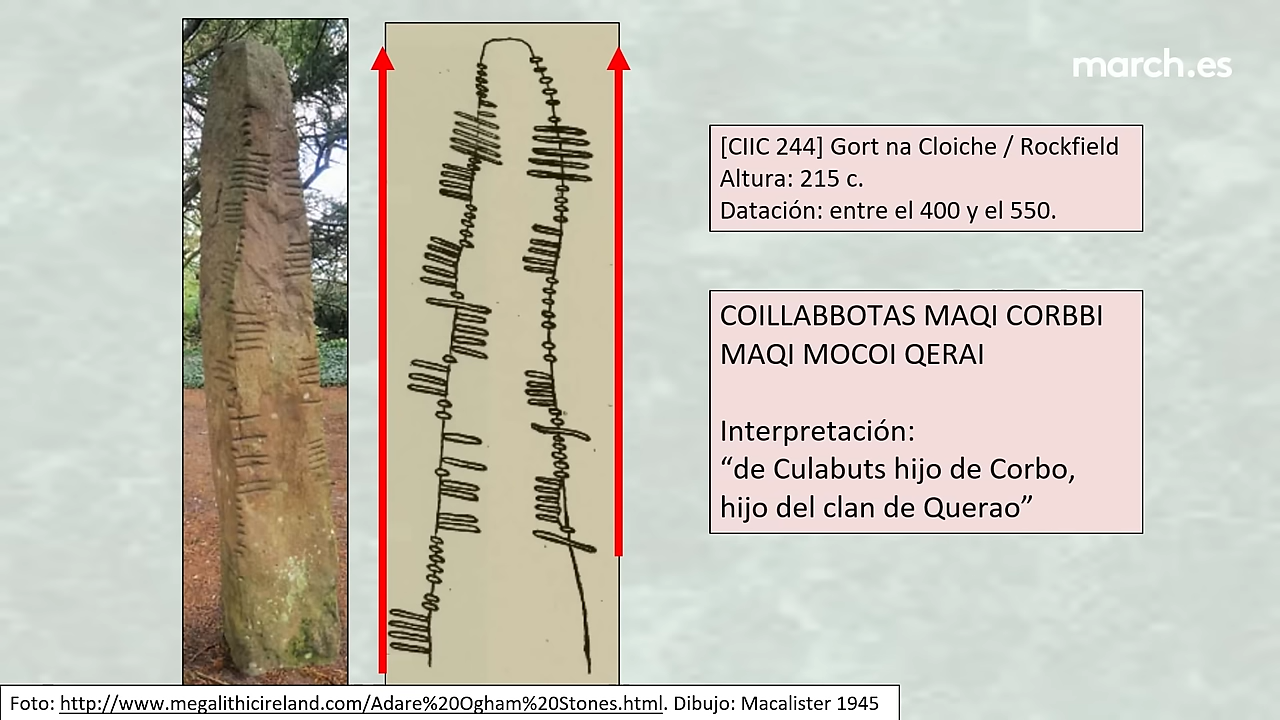 march.es
[CIIC 244] Gort na Cloiche / Rockfield
Altura: 215 c.
Datación: entre el 400 y el 550.
COILLABBOTAS MAQI CORBBI
MAQI MOCOI QERAI
Interpretación:
“de Culabuts hijo de Corbo,
hijo del clan de Querao”
Foto: http://www.megalithicireland.com/Adare%20Ogham%20Stones.html. Dibujo: Macalister 1945